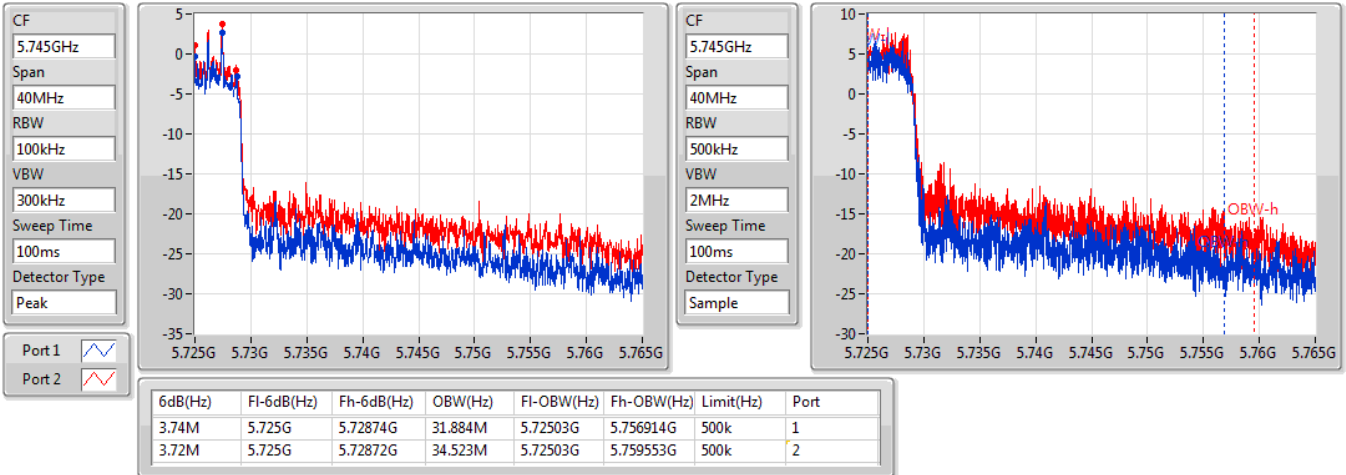 CF
5.745GHz
Span
40MHz
RBW
100kHz
VBW
300kHz
Sweep Time
100ms
Detector Type
Peak
5
0
-5
-10
-15
-20
-25
-30
-35
5.725G 5.73G 5.735G 5.74G 5.745G 5.75G 5.755G 5.76G 5.765G
CF
5.745GHz
Span
40MHz
RBW
500kHz
VBW
2MHz
Sweep Time
100ms
Detector Type
Sample
10
5
0
-5
-10
-15
-20
-25
-30
OBW-h
5.725G 5.73G 5.735G 5.74G 5.745G 5.75G 5.755G 5.76G 5.765G
Port 1
Port 2
6dB(Hz) Fl-6dB(Hz) Fh-6dB(Hz) OBW(Hz) Fl-OBW(Hz) Fh-OBW(Hz) Limit(Hz) Port
3.74M 5.725G 5.72874G 31.884M 5.72503G 5.756914G 500k 1
3.72M 5.725G 5.72872G 34.523M 5.72503G 5.759553G 500k 2